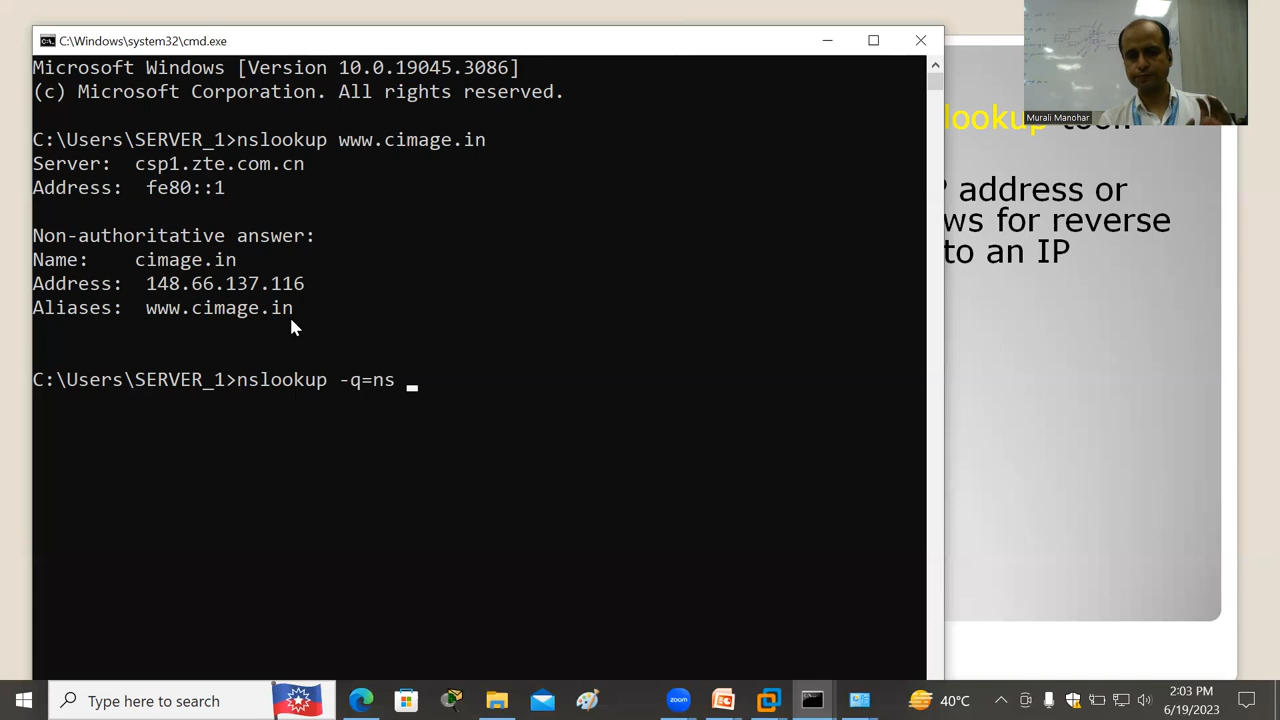 C:\Windows\system32\cmd.exe
Microsoft Windows [Version 10.0.19045.3086]
(c) Microsoft Corporation. All rights reserved.
C:\Users\SERVER_1>nslookup www.cimage.in
Server:  csp1.zte.com.cn
Address:  fe80::1
Non-authoritative answer:
Name:    cimage.in
Address:  148.66.137.116
Aliases:  www.cimage.in
C:\Users\SERVER_1>nslookup -q=ns
Murali Manohar
lookup
address or
ws for reverse
to an IP
Type here to search
40°C
2:03 PM
6/19/2023